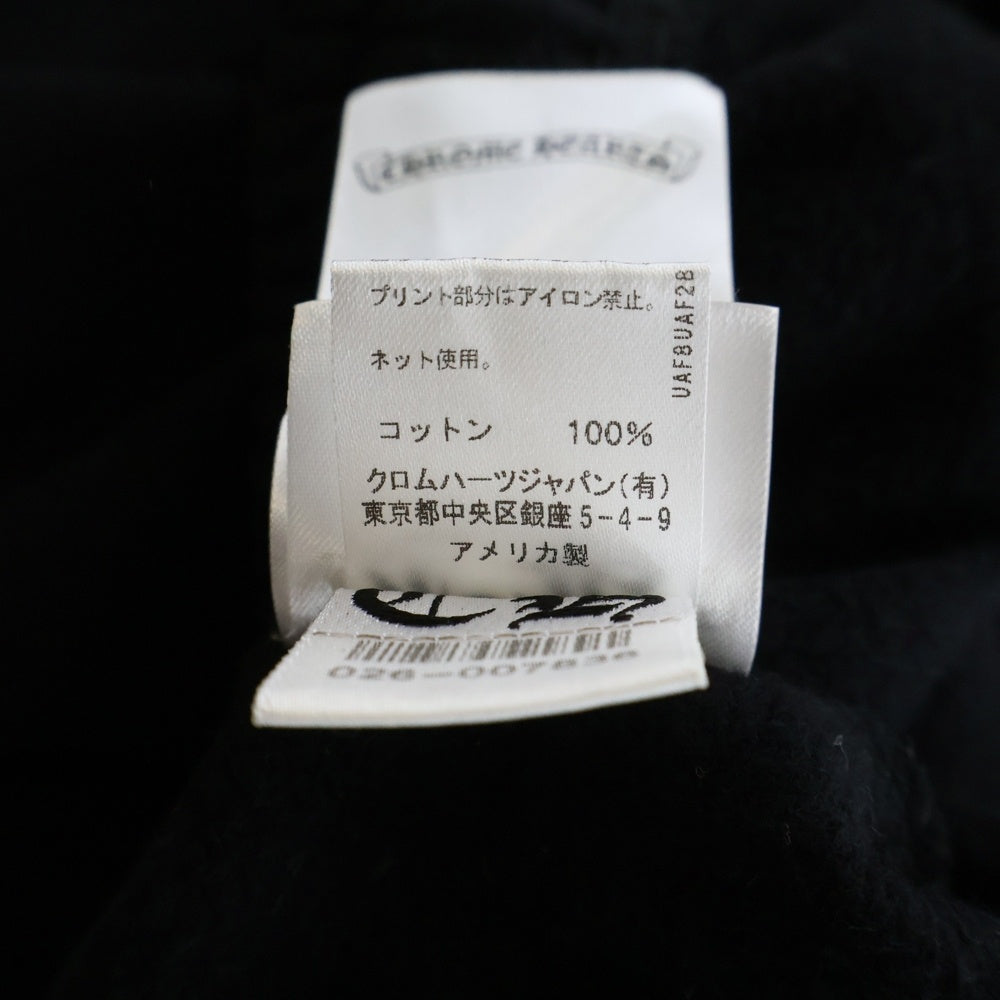 CHROME HEARTS
プリント部分はアイロン禁止。
ネット使用。
UAF8UAF28
コットン 100%
クロムハーツジャパン(有)
東京都中央区銀座5-4-9
アメリカ製